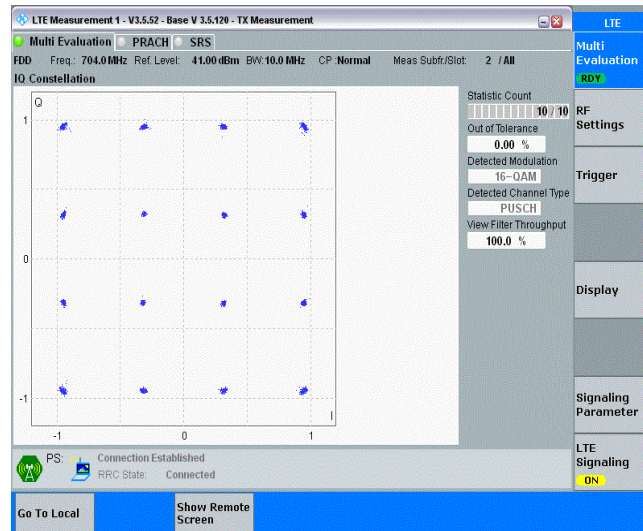 LTE Measurement 1 - V3.5.52 - Base V 3.5.120 - TX Measurement
LTE
Multi Evaluation PRACH SRS
FDD Freq.: 704.0 MHz Ref. Level: 41.00 dBm BW: 10.0 MHz CP :Normal Meas Subfr./Slot: 2 / All
IQ Constellation
Q
1
0
-1
-1 0 1
I
Statistic Count
10 / 10
Out of Tolerance
0.00 %
Detected Modulation
16-QAM
Detected Channel Type
PUSCH
View Filter Throughput
100.0 %
Multi
Evaluation
RDY
RF
Settings
Trigger
Display
Signaling
Parameter
LTE
Signaling
ON
PS: Connection Established
RRC State: Connected
Go To Local
Show Remote
Screen